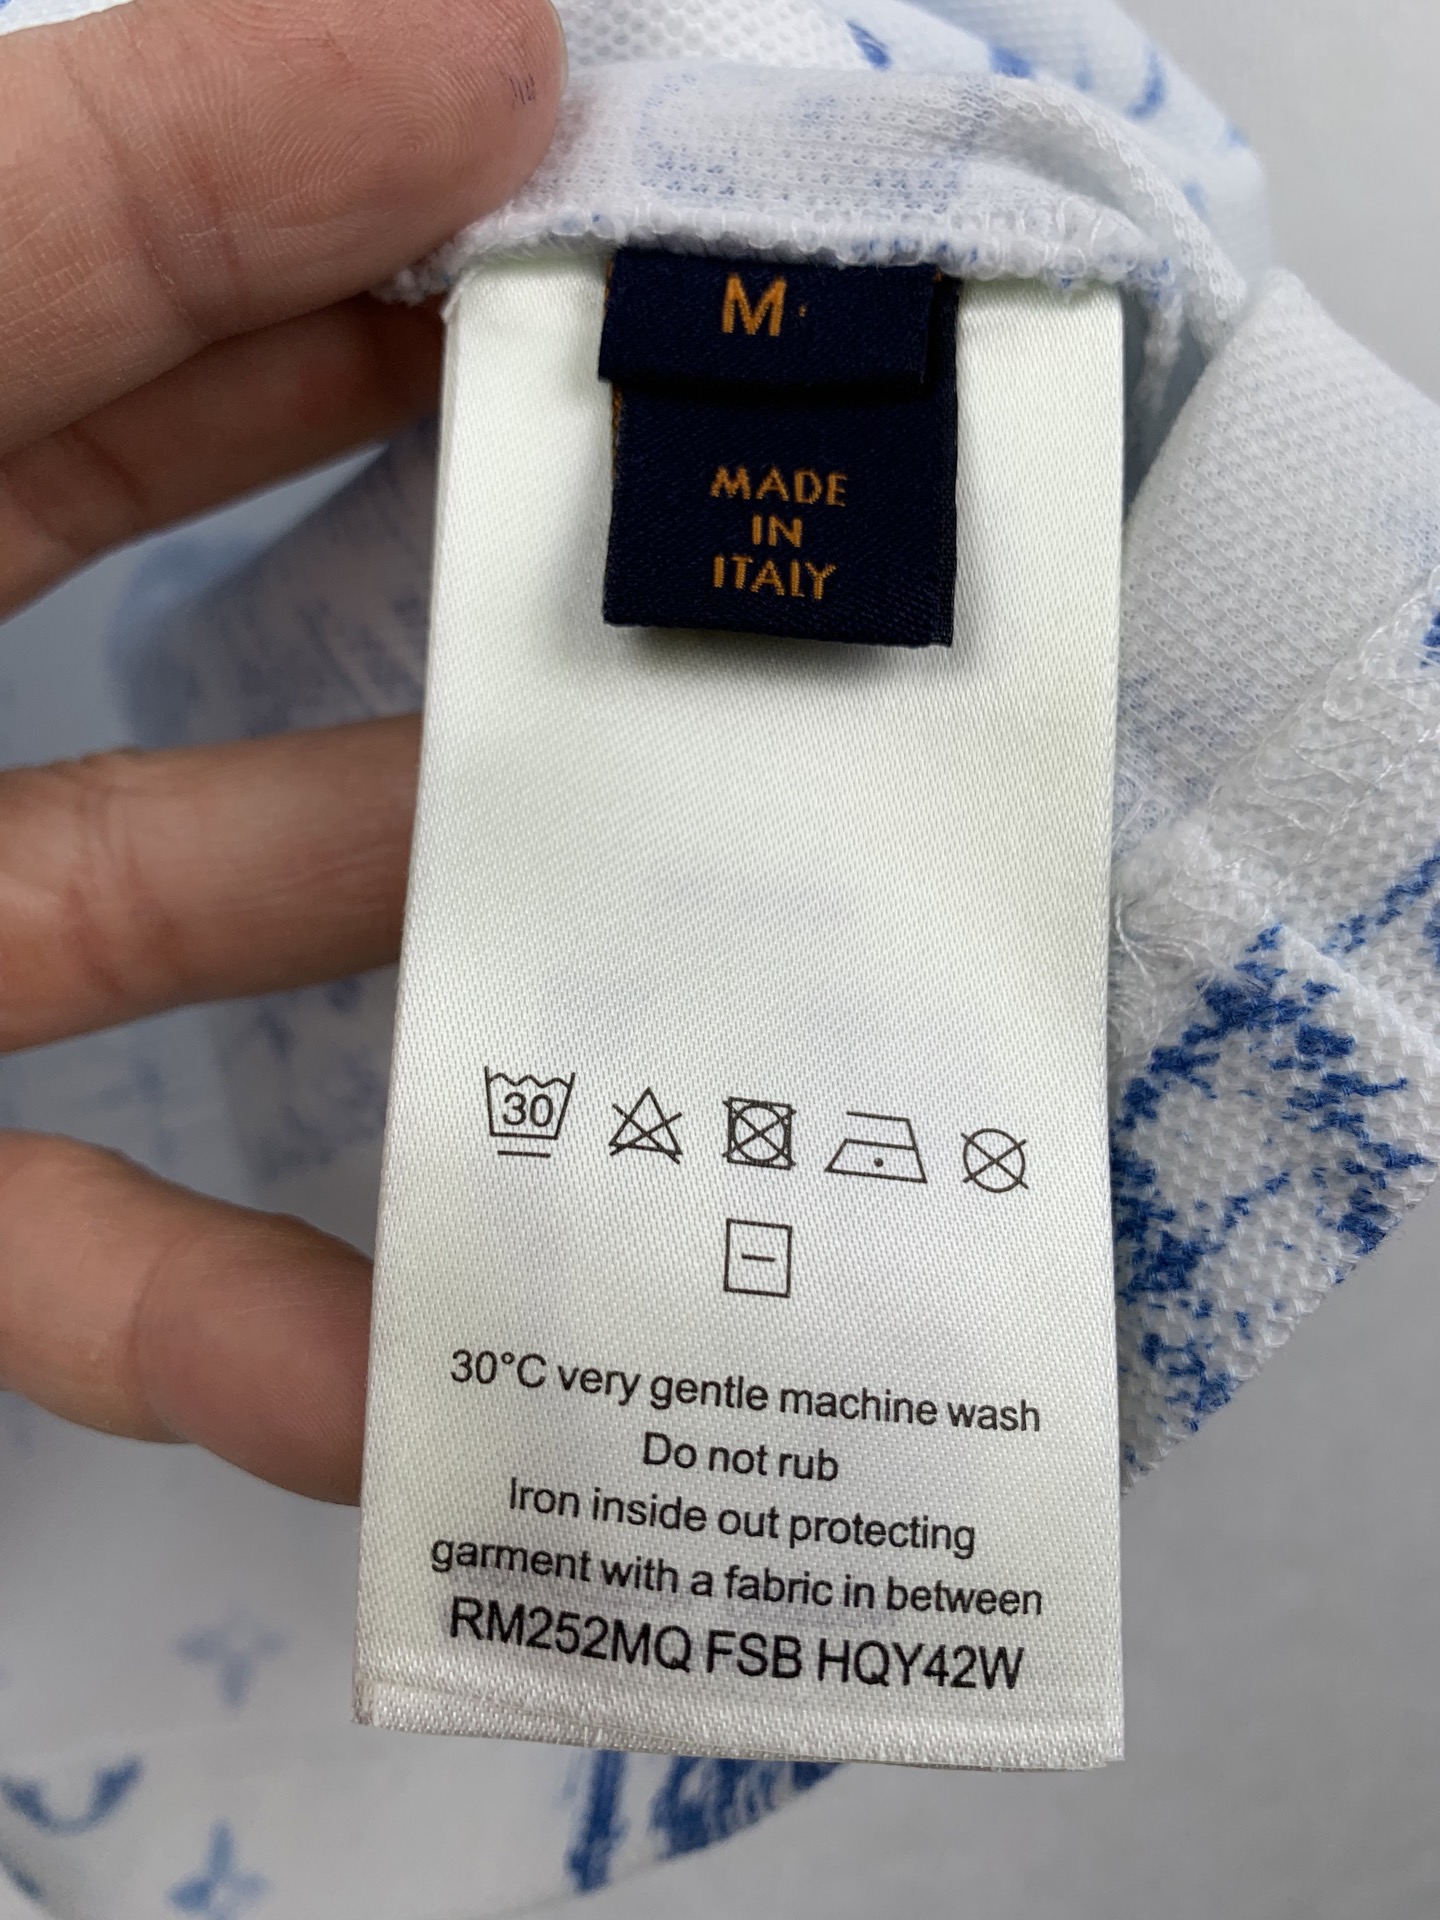 M
MADE
IN
ITALY
30
30°C very gentle machine wash
Do not rub
Iron inside out protecting
garment with a fabric in between
RM252MQ FSB HQY42W